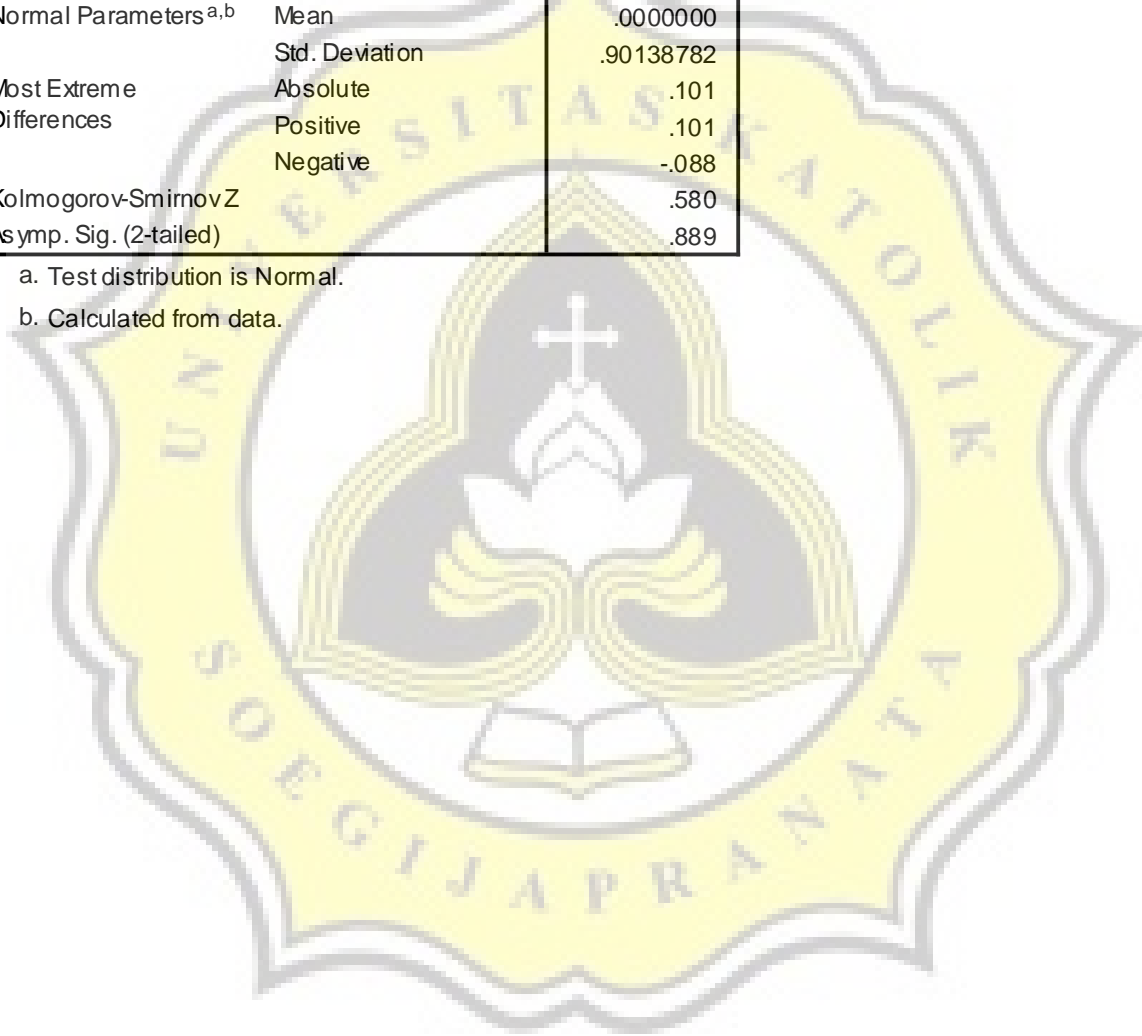 Normal Parameters a,b Mean .0000000
Std. Deviation .90138782
Most Extreme Differences Absolute .101
Positive .101
Negative -.088
Kolmogorov-Smirnov Z .580
Asymp. Sig. (2-tailed) .889
a. Test distribution is Normal.
b. Calculated from data.
UNIVERSITAS KATOLIK
SOEGIJAPRANATA